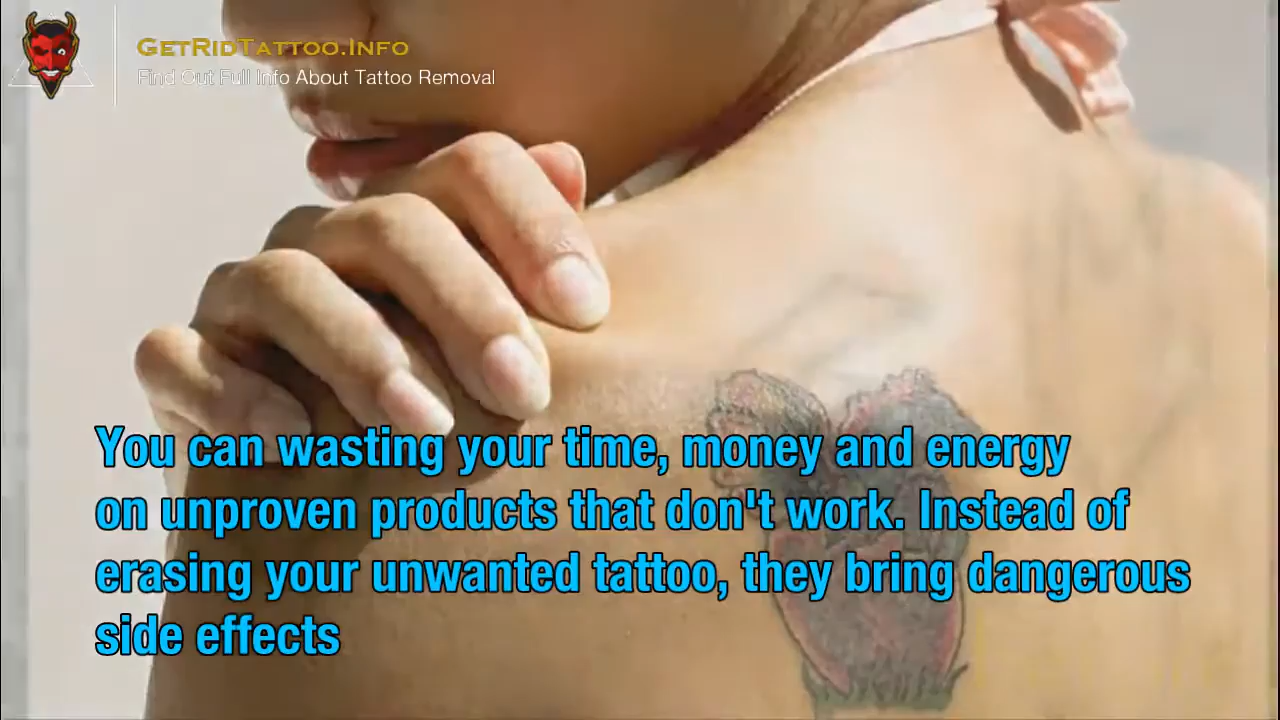 GetRidTattoo.Info
Find Out Full Info About Tattoo Removal
You can wasting your time, money and energy
on unproven products that don't work. Instead of
erasing your unwanted tattoo, they bring dangerous
side effects